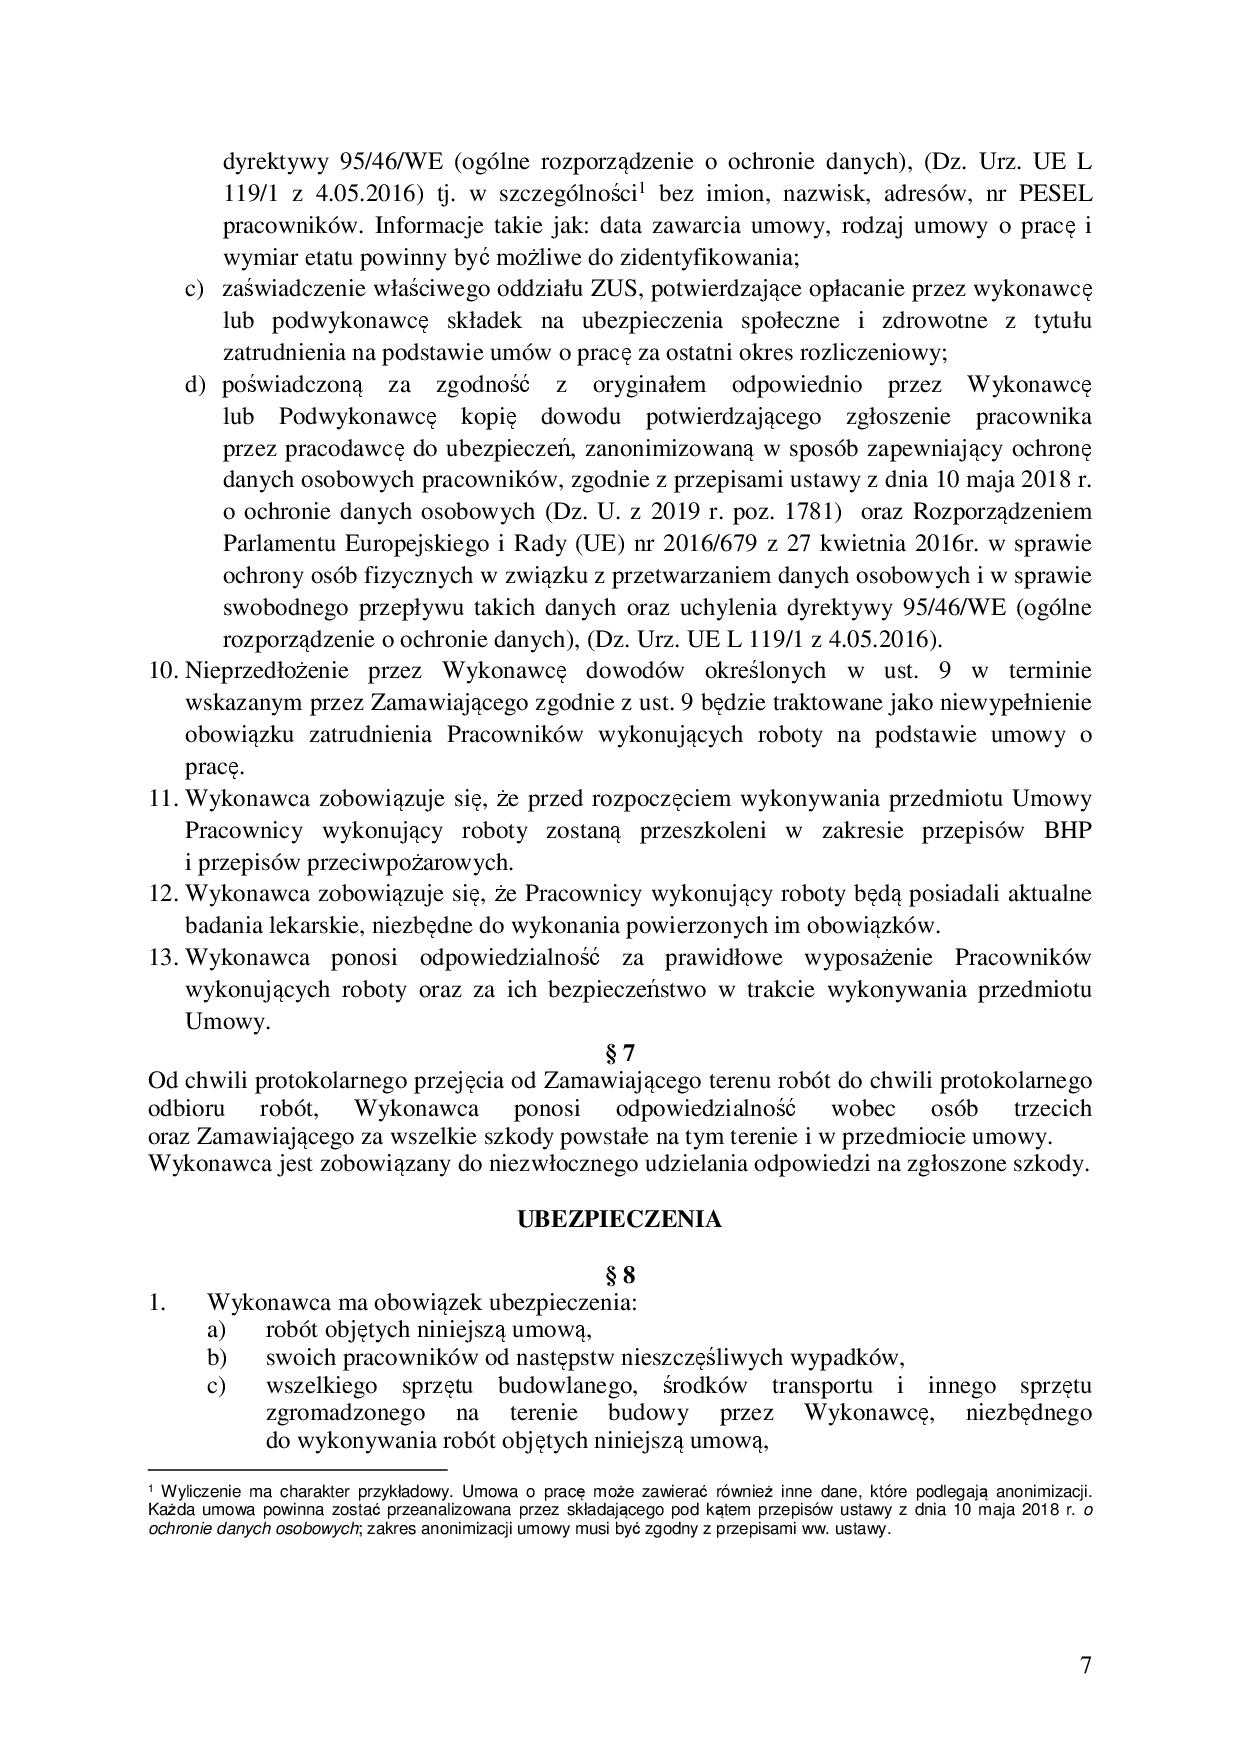 dyrektywy 95/46/WE (ogólne rozporządzenie o ochronie danych), (Dz. Urz. UE L
119/1 z 4.05.2016) tj. w szczególności¹ bez imion, nazwisk, adresów, nr PESEL
pracowników. Informacje takie jak: data zawarcia umowy, rodzaj umowy o pracę i
wymiar etatu powinny być możliwe do zidentyfikowania;
c) zaświadczenie właściwego oddziału ZUS, potwierdzające opłacanie przez wykonawcę
lub podwykonawcę składek na ubezpieczenia społeczne i zdrowotne z tytułu
zatrudnienia na podstawie umów o pracę za ostatni okres rozliczeniowy;
d) poświadczoną za zgodność z oryginałem odpowiednio przez Wykonawcę
lub Podwykonawcę kopię dowodu potwierdzającego zgłoszenie pracownika
przez pracodawcę do ubezpieczeń, zanonimizowaną w sposób zapewniający ochronę
danych osobowych pracowników, zgodnie z przepisami ustawy z dnia 10 maja 2018 r.
o ochronie danych osobowych (Dz. U. z 2019 r. poz. 1781) oraz Rozporządzeniem
Parlamentu Europejskiego i Rady (UE) nr 2016/679 z 27 kwietnia 2016r. w sprawie
ochrony osób fizycznych w związku z przetwarzaniem danych osobowych i w sprawie
swobodnego przepływu takich danych oraz uchylenia dyrektywy 95/46/WE (ogólne
rozporządzenie o ochronie danych), (Dz. Urz. UE L 119/1 z 4.05.2016).
10. Nieprzedłożenie przez Wykonawcę dowodów określonych w ust. 9 w terminie
wskazanym przez Zamawiającego zgodnie z ust. 9 będzie traktowane jako niewypełnienie
obowiązku zatrudnienia Pracowników wykonujących roboty na podstawie umowy o
pracę.
11. Wykonawca zobowiązuje się, że przed rozpoczęciem wykonywania przedmiotu Umowy
Pracownicy wykonujący roboty zostaną przeszkoleni w zakresie przepisów BHP
i przepisów przeciwpożarowych.
12. Wykonawca zobowiązuje się, że Pracownicy wykonujący roboty będą posiadali aktualne
badania lekarskie, niezbędne do wykonania powierzonych im obowiązków.
13. Wykonawca ponosi odpowiedzialność za prawidłowe wyposażenie Pracowników
wykonujących roboty oraz za ich bezpieczeństwo w trakcie wykonywania przedmiotu
Umowy.
§ 7
Od chwili protokolarnego przejęcia od Zamawiającego terenu robót do chwili protokolarnego
odbioru robót, Wykonawca ponosi odpowiedzialność wobec osób trzecich
oraz Zamawiającego za wszelkie szkody powstałe na tym terenie i w przedmiocie umowy.
Wykonawca jest zobowiązany do niezwłocznego udzielania odpowiedzi na zgłoszone szkody.
UBEZPIECZENIA
§ 8
1. Wykonawca ma obowiązek ubezpieczenia:
a) robót objętych niniejszą umową,
b) swoich pracowników od następstw nieszczęśliwych wypadków,
c) wszelkiego sprzętu budowlanego, środków transportu i innego sprzętu
zgromadzonego na terenie budowy przez Wykonawcę, niezbędnego
do wykonywania robót objętych niniejszą umową,
¹ Wyliczenie ma charakter przykładowy. Umowa o pracę może zawierać również inne dane, które podlegają anonimizacji.
Każda umowa powinna zostać przeanalizowana przez składającego pod kątem przepisów ustawy z dnia 10 maja 2018 r. o
ochronie danych osobowych; zakres anonimizacji umowy musi być zgodny z przepisami ww. ustawy.
7